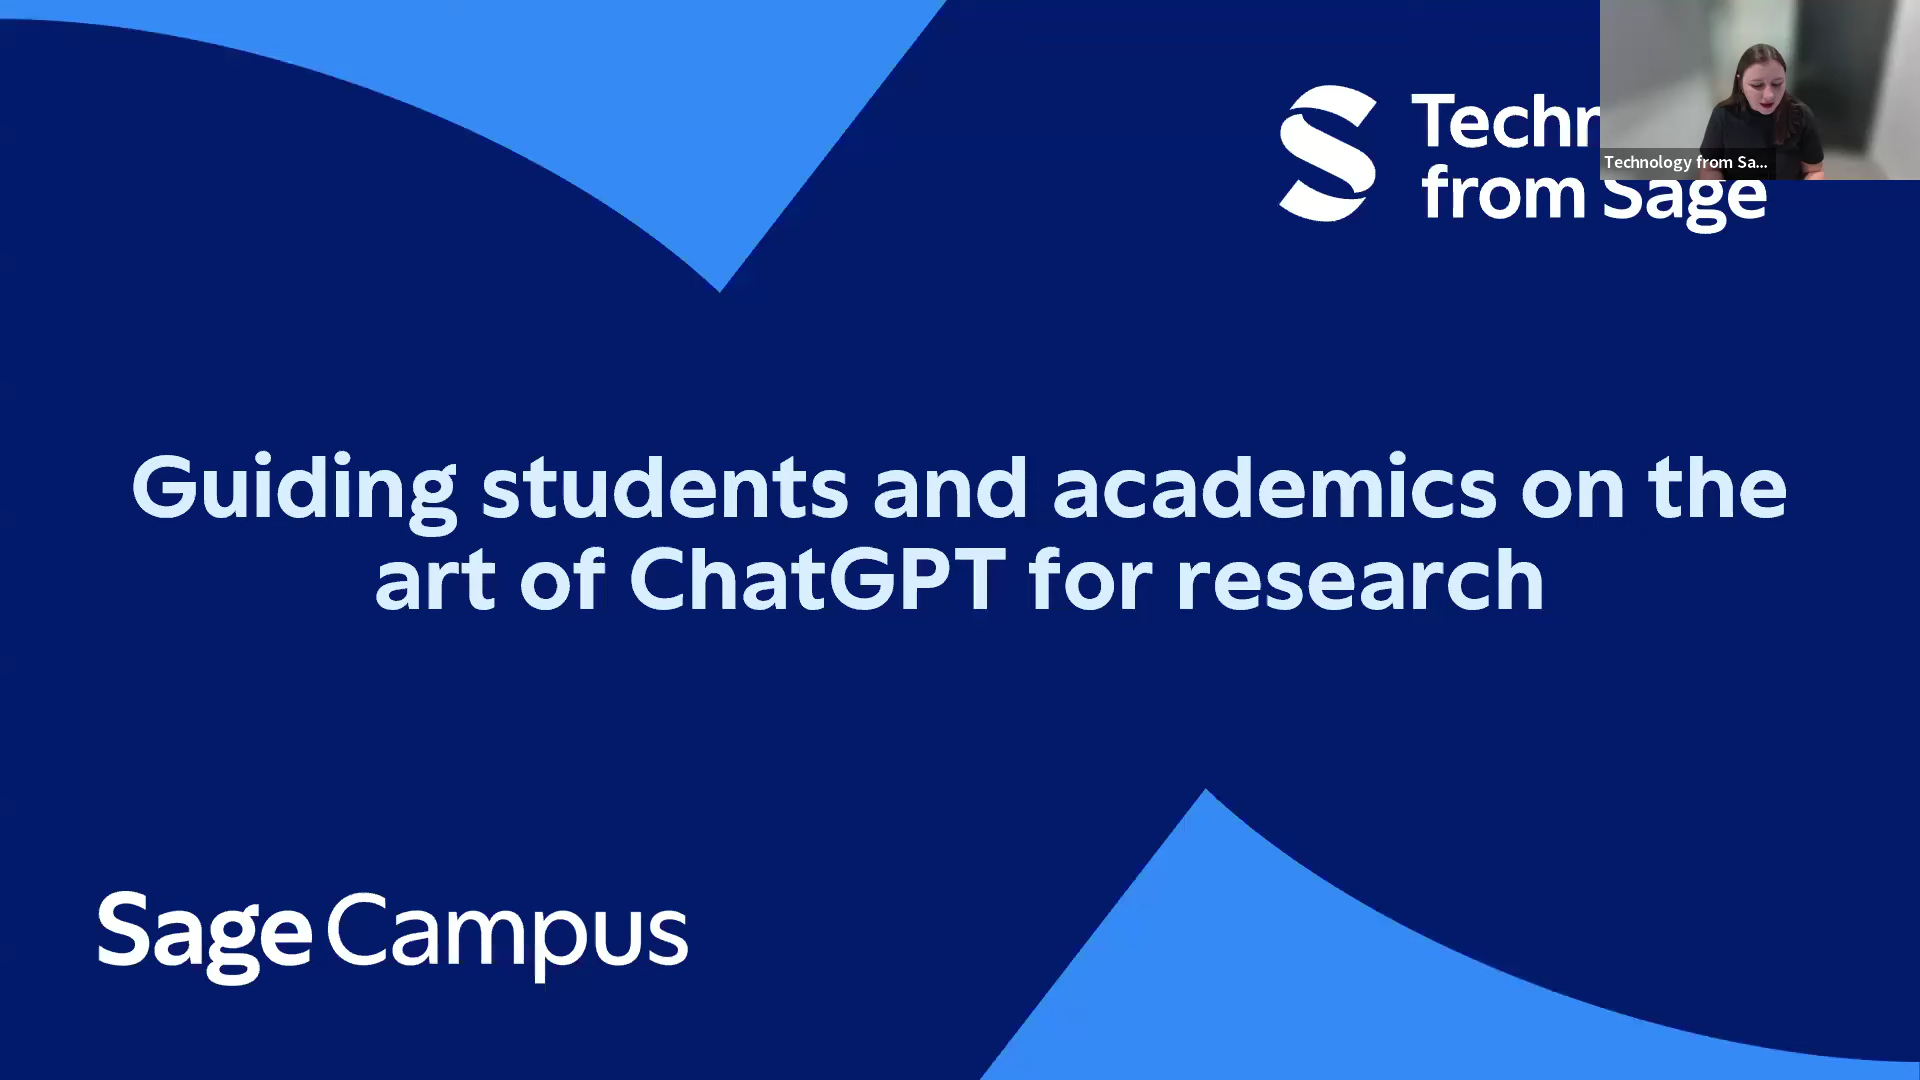 Techn
from Sage
Technology from Sa...
Guiding students and academics on the
art of ChatGPT for research
Sage Campus